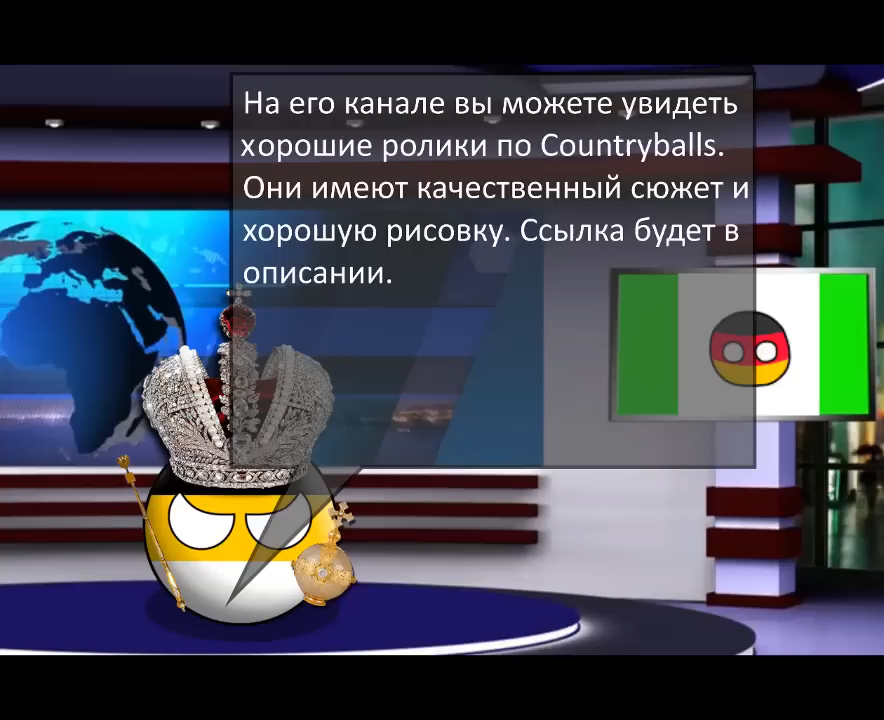 На его канале вы можете увидеть
хорошие ролики по Countryballs.
Они имеют качественный сюжет и
хорошую рисовку. Ссылка будет в
описании.